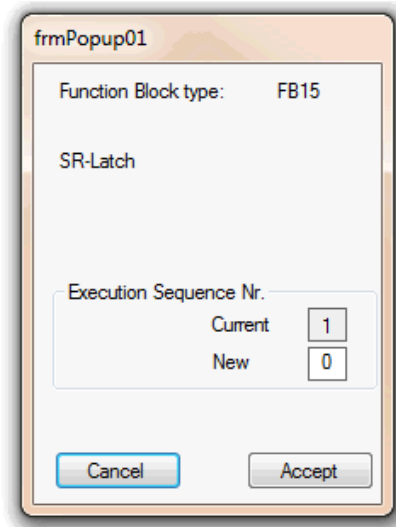 frmPopup01
Function Block type: FB15
SR-Latch
Execution Sequence Nr.
Current 1
New 0
Cancel Accept